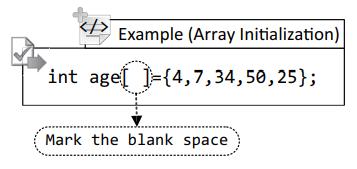 </> Example (Array Initialization)
int age[ ]={4,7,34,50,25};
Mark the blank space